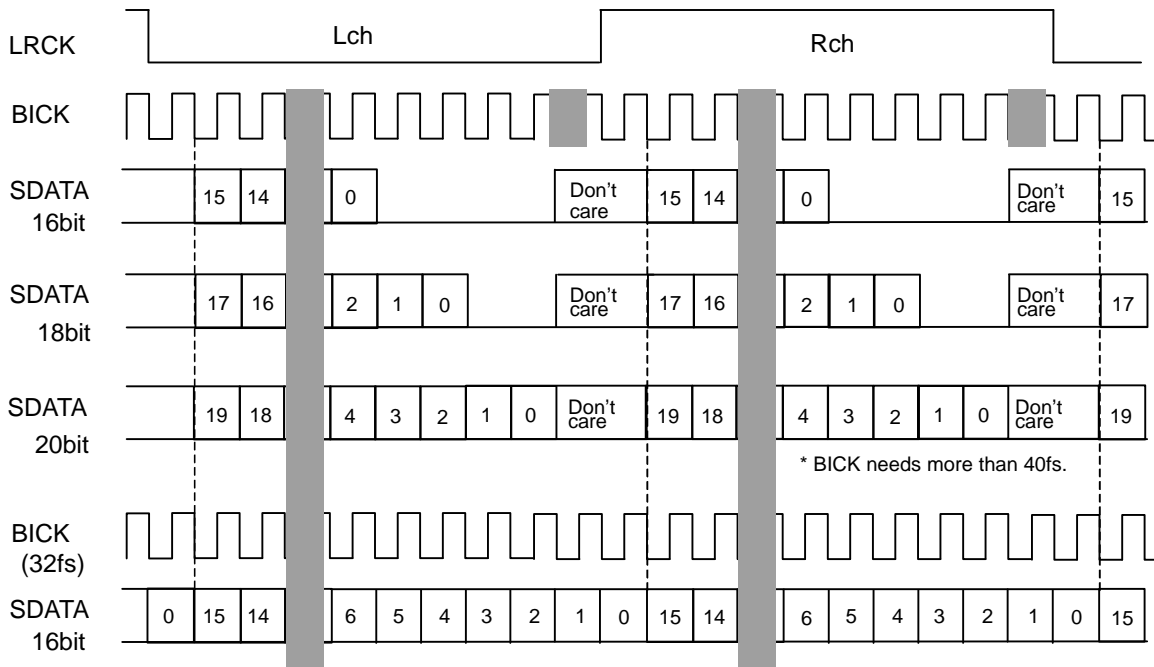 Lch
Rch
LRCK
BICK
SDATA
16bit
15 14 0 Don't care 15 14 0 Don't care 15
SDATA
18bit
17 16 2 1 0 Don't care 17 16 2 1 0 Don't care 17
SDATA
20bit
19 18 4 3 2 1 0 Don't care 19 18 4 3 2 1 0 Don't care 19
* BICK needs more than 40fs.
BICK
(32fs)
SDATA
16bit
0 15 14 6 5 4 3 2 1 0 15 14 6 5 4 3 2 1 0 15